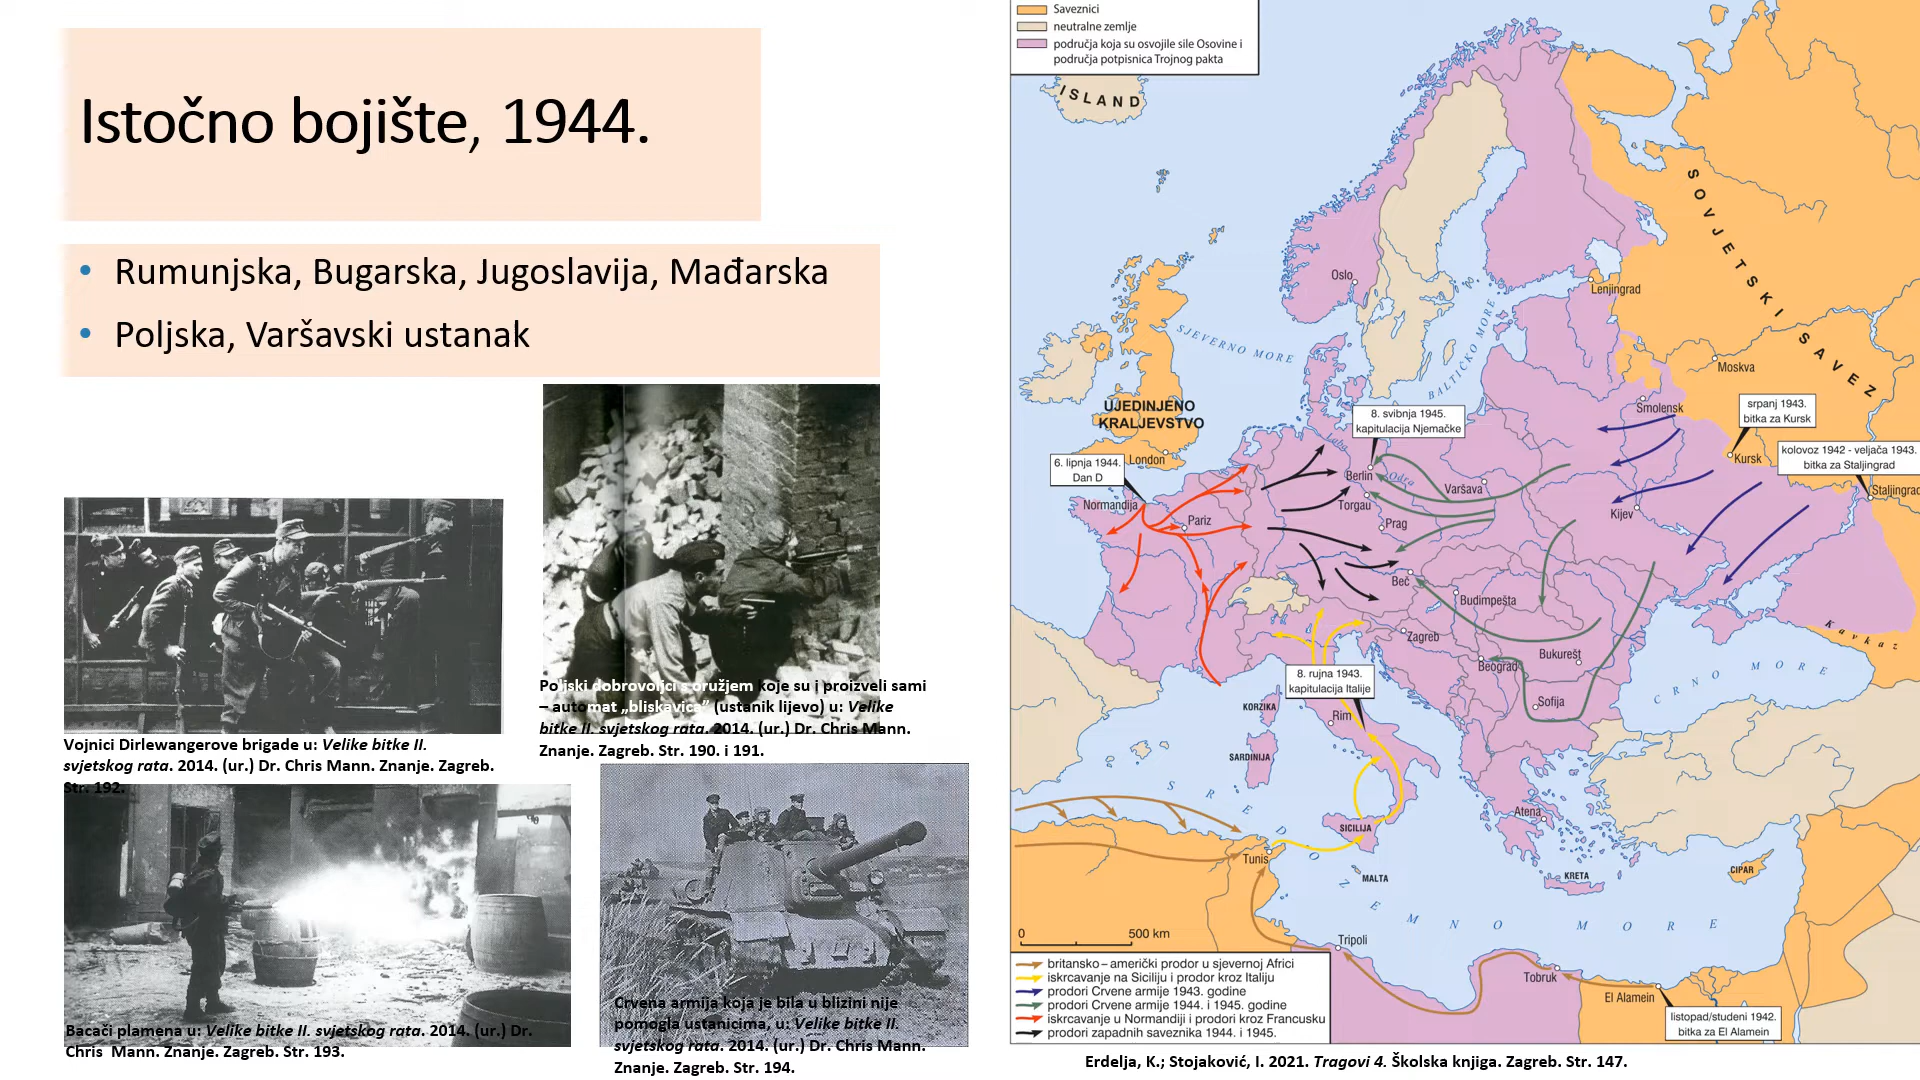 Istočno bojište, 1944.
• Rumunjska, Bugarska, Jugoslavija, Mađarska
• Poljska, Varšavski ustanak
Poljski dobrovoljci s oružjem koje su i proizveli sami
– automat „bliskavica” (ustanik lijevo) u: Velike
bitke II. svjetskog rata. 2014. (ur.) Dr. Chris Mann.
Znanje. Zagreb. Str. 190. i 191.
Vojnici Dirlewangerove brigade u: Velike bitke II.
svjetskog rata. 2014. (ur.) Dr. Chris Mann. Znanje. Zagreb.
Str. 192.
Bacači plamena u: Velike bitke II. svjetskog rata. 2014. (ur.) Dr.
Chris Mann. Znanje. Zagreb. Str. 193.
Crvena armija koja je bila u blizini nije
pomogla ustanicima, u: Velike bitke II.
svjetskog rata. 2014. (ur.) Dr. Chris Mann.
Znanje. Zagreb. Str. 194.
Saveznici
neutralne zemlje
područja koja su osvojile sile Osovine i
područja potpisnica Trojnog pakta
ISLAND
SOVJETSKI SAVEZ
Oslo
Lenjingrad
SJEVERNO MORE
BALTIČKO MORE
Moskva
Smolensk
srpanj 1943.
bitka za Kursk
UJEDINJENO
KRALJEVSTVO
8. svibnja 1945.
kapitulacija Njemačke
London
6. lipnja 1944.
Dan D
Laba
Berlin
Odra
Varšava
Kursk
kolovoz 1942 - veljača 1943.
bitka za Staljingrad
Staljingrad
Normandija
Torgau
Pariz
Prag
Kijev
Beč
Budimpešta
Zagreb
Kavkaz
Beograd
Bukurešt
CRNO MORE
8. rujna 1943.
kapitulacija Italije
Sofija
KORZIKA
Rim
SARDINIJA
SREDOZEMNO MORE
SICILIJA
Atena
Tunis
MALTA
KRETA
CIPAR
0 500 km
Tripoli
Tobruk
El Alamein
listopad/studeni 1942.
bitka za El Alamein
britansko – američki prodor u sjevernoj Africi
iskrcavanje na Siciliju i prodor kroz Italiju
prodori Crvene armije 1943. godine
prodori Crvene armije 1944. i 1945. godine
iskrcavanje u Normandiji i prodori kroz Francusku
prodori zapadnih saveznika 1944. i 1945.
Erdelja, K.; Stojaković, I. 2021. Tragovi 4. Školska knjiga. Zagreb. Str. 147.